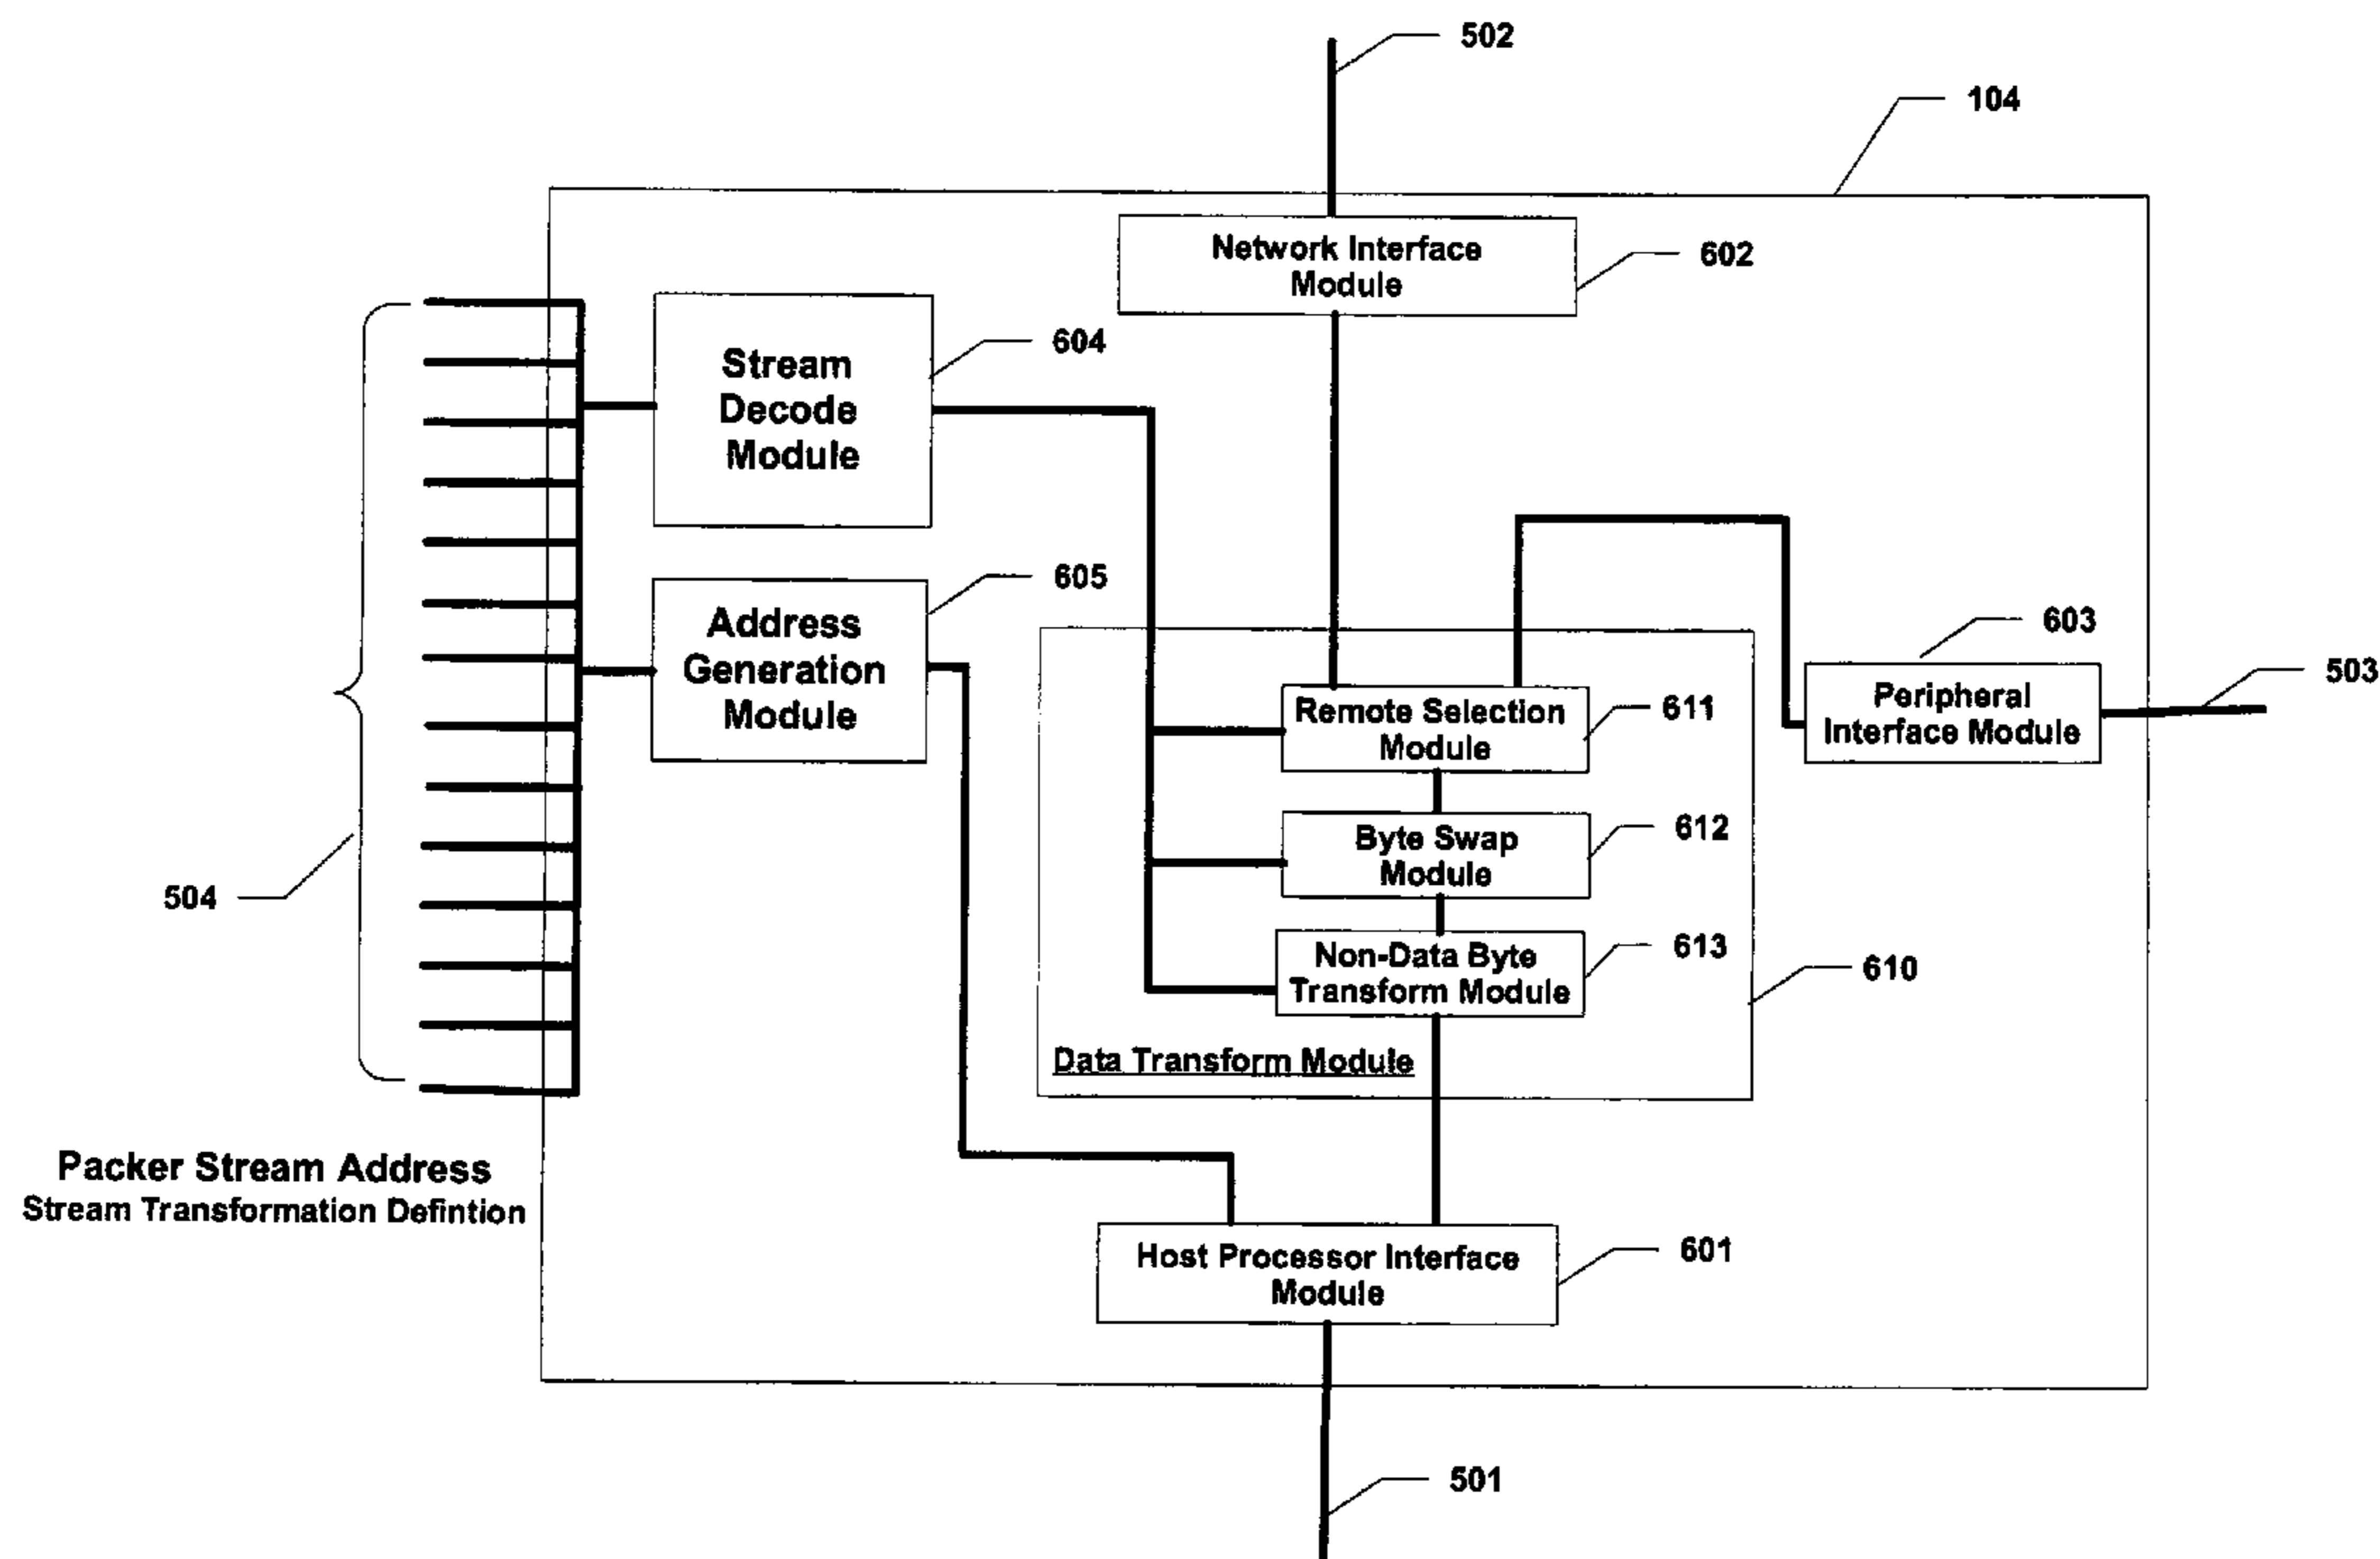 502
104
Network Interface
Module
602
Stream
Decode
Module
604
Address
Generation
Module
605
603
Peripheral
Interface Module
503
Remote Selection
Module
611
Byte Swap
Module
612
Non-Data Byte
Transform Module
613
610
Data Transform Module
504
Packer Stream Address
Stream Transformation Defintion
Host Processor Interface
Module
601
501